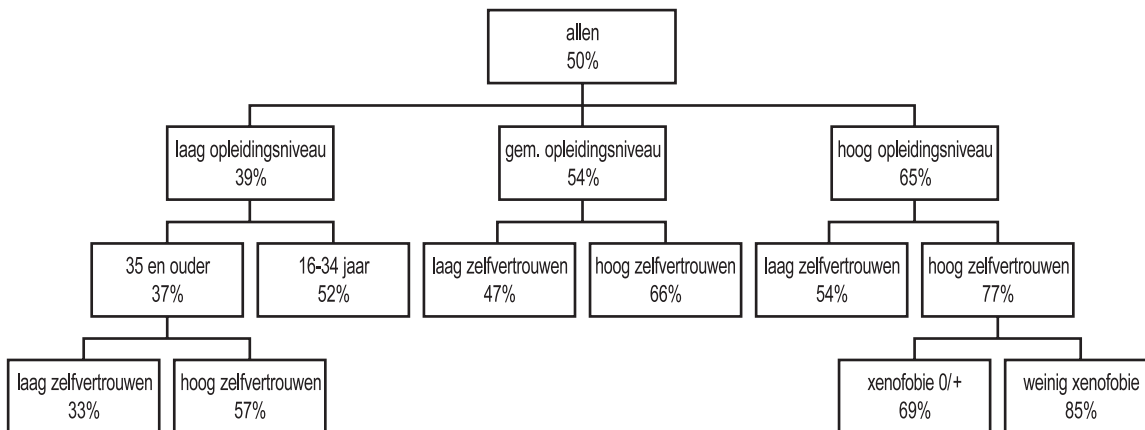 allen
50%
laag opleidingsniveau
39%
gem. opleidingsniveau
54%
hoog opleidingsniveau
65%
35 en ouder
37%
16-34 jaar
52%
laag zelfvertrouwen
47%
hoog zelfvertrouwen
66%
laag zelfvertrouwen
54%
hoog zelfvertrouwen
77%
laag zelfvertrouwen
33%
hoog zelfvertrouwen
57%
xenofobie 0/+
69%
weinig xenofobie
85%